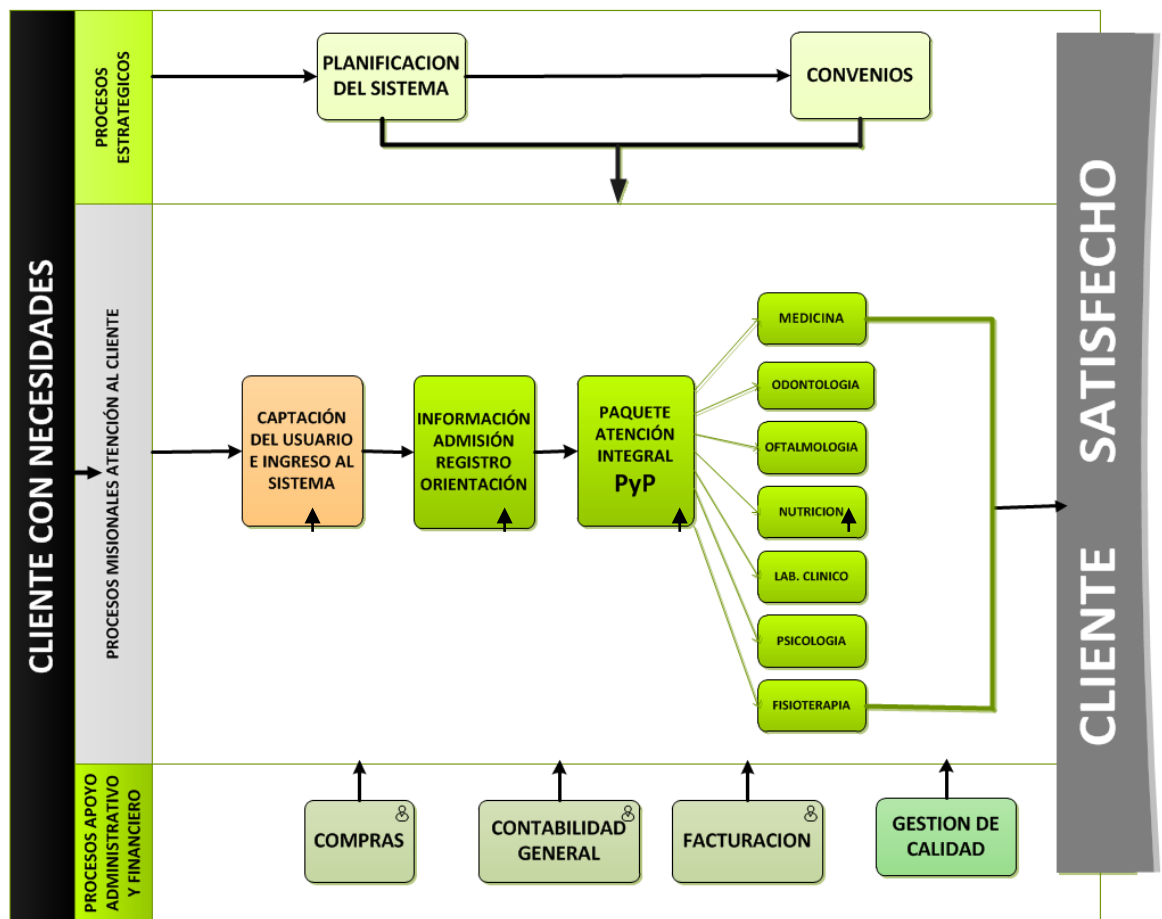 CLIENTE CON NECESIDADES
PROCESOS
ESTRATEGICOS
PLANIFICACION
DEL SISTEMA
CONVENIOS
PROCESOS MISIONALES ATENCIÓN AL CLIENTE
CAPTACIÓN
DEL USUARIO
E INGRESO AL
SISTEMA
INFORMACIÓN
ADMISIÓN
REGISTRO
ORIENTACIÓN
PAQUETE
ATENCIÓN
INTEGRAL
PyP
MEDICINA
ODONTOLOGIA
OFTALMOLOGIA
NUTRICION
LAB. CLINICO
PSICOLOGIA
FISIOTERAPIA
PROCESOS APOYO
ADMINISTRATIVO
Y FINANCIERO
COMPRAS
CONTABILIDAD
GENERAL
FACTURACION
GESTION DE
CALIDAD
CLIENTE SATISFECHO